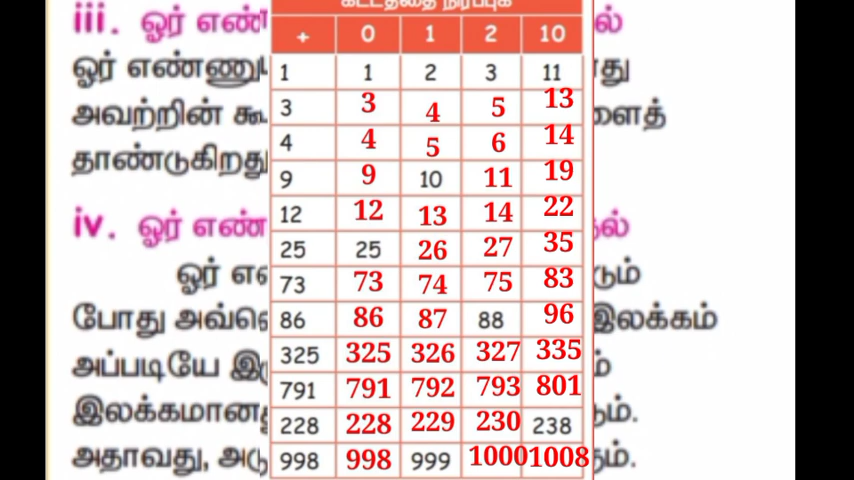 கட்டத்தை நிரப்புக
+ 0 1 2 10
1 1 2 3 11
3 3 4 5 13
4 4 5 6 14
9 9 10 11 19
12 12 13 14 22
25 25 26 27 35
73 73 74 75 83
86 86 87 88 96
325 325 326 327 335
791 791 792 793 801
228 228 229 230 238
998 998 999 1000 1008
iii. ஓர் எண்
ஓர்
அவற்றின்
தாண்டுகிறது
iv. ஓர் எண்
ஓர்
போது இலக்கம்
அப்படியே
அதாவது,